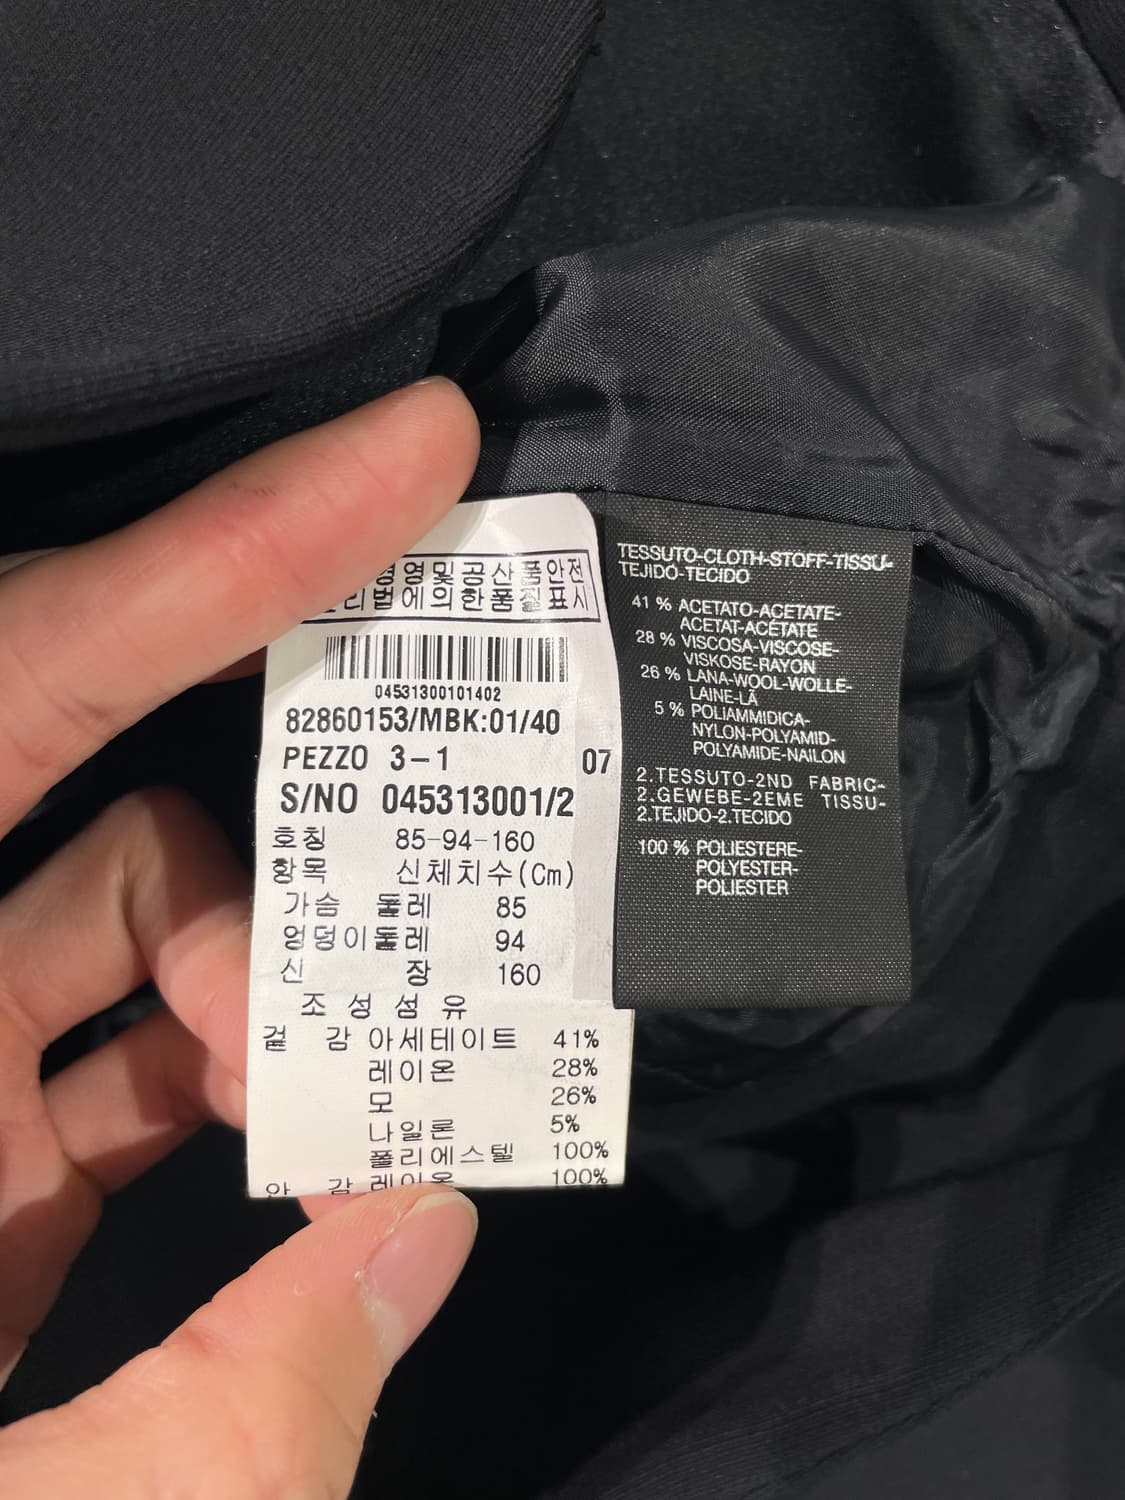 경영및공산품안전
리법에의한품질표시
04531300101402
82860153/MBK:01/40
PEZZO 3-1 07
S/NO 045313001/2
호칭 85-94-160
항목 신체치수(Cm)
가슴 둘레 85
엉덩이둘레 94
신 장 160
조 성 섬 유
겉 감 아세테이트 41%
레이온 28%
모 26%
나일론 5%
폴리에스텔 100%
안 감 레이온 100%
TESSUTO-CLOTH-STOFF-TISSU-
TEJIDO-TECIDO
41 % ACETATO-ACETATE-
ACETAT-ACÉTATE
28 % VISCOSA-VISCOSE-
VISKOSE-RAYON
26 % LANA-WOOL-WOLLE-
LAINE-LÃ
5 % POLIAMMIDICA-
NYLON-POLYAMID-
POLYAMIDE-NAILON
2.TESSUTO-2ND FABRIC-
2.GEWEBE-2EME TISSU-
2.TEJIDO-2.TECIDO
100 % POLIESTERE-
POLYESTER-
POLIESTER